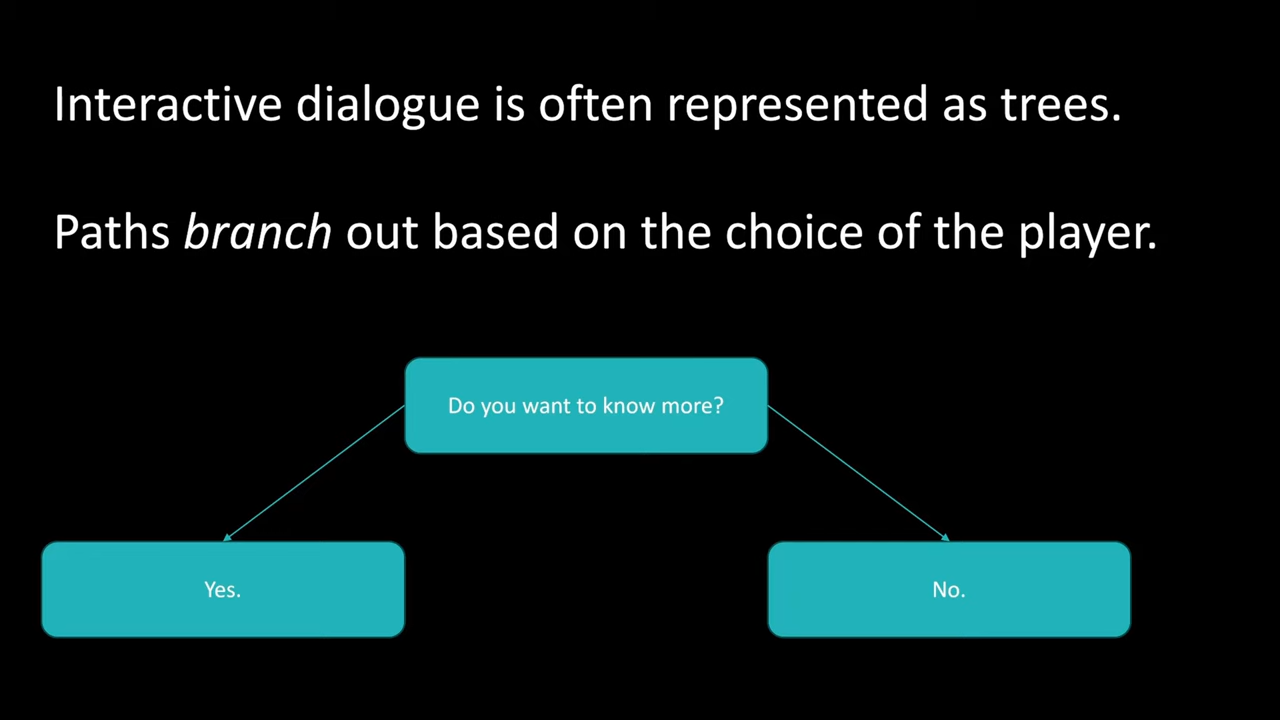 Interactive dialogue is often represented as trees.
Paths branch out based on the choice of the player.
Do you want to know more?
Yes.
No.